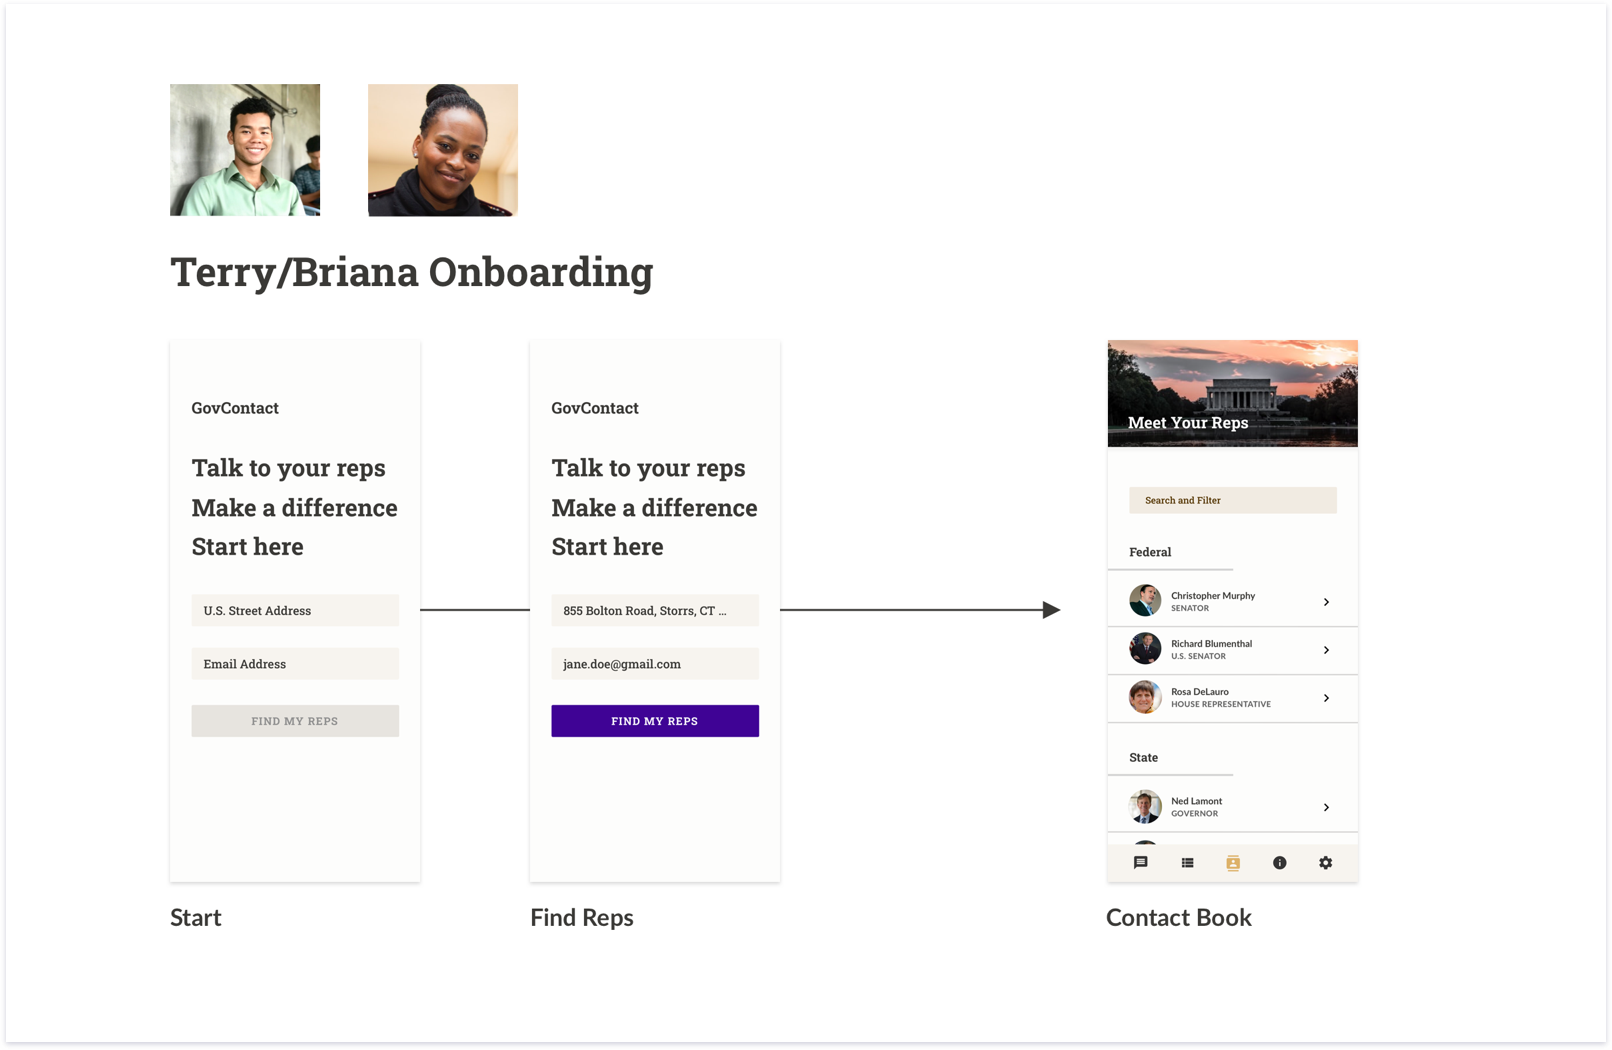 Terry/Briana Onboarding
GovContact
Talk to your reps
Make a difference
Start here
U.S. Street Address
Email Address
FIND MY REPS
Start
GovContact
Talk to your reps
Make a difference
Start here
855 Bolton Road, Storrs, CT ...
jane.doe@gmail.com
FIND MY REPS
Find Reps
Meet Your Reps
Search and Filter
Federal
Christopher Murphy
SENATOR
Richard Blumenthal
U.S. SENATOR
Rosa DeLauro
HOUSE REPRESENTATIVE
State
Ned Lamont
GOVERNOR
Contact Book